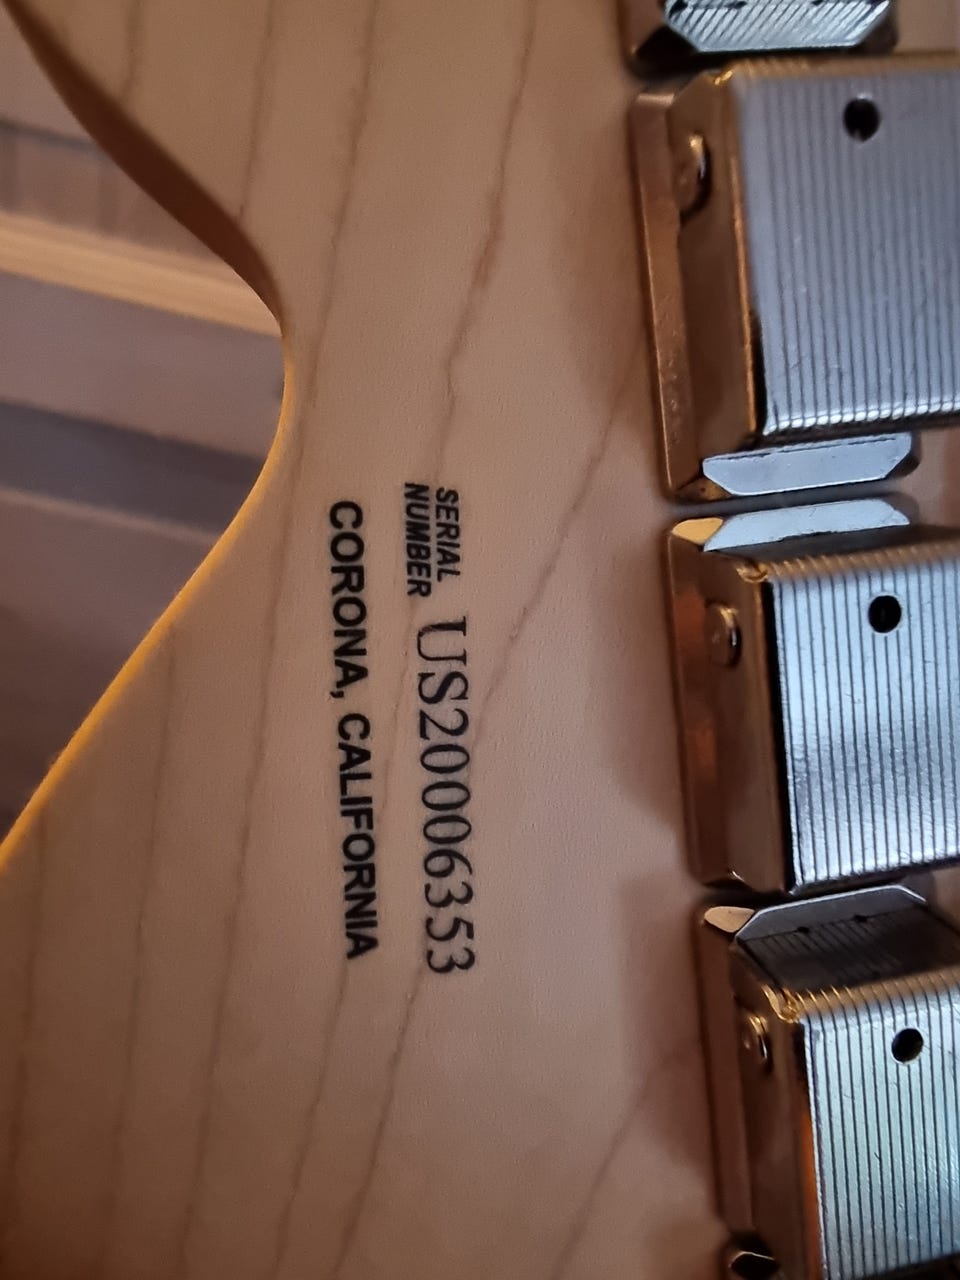 SERIAL
NUMBER US20006353
CORONA, CALIFORNIA